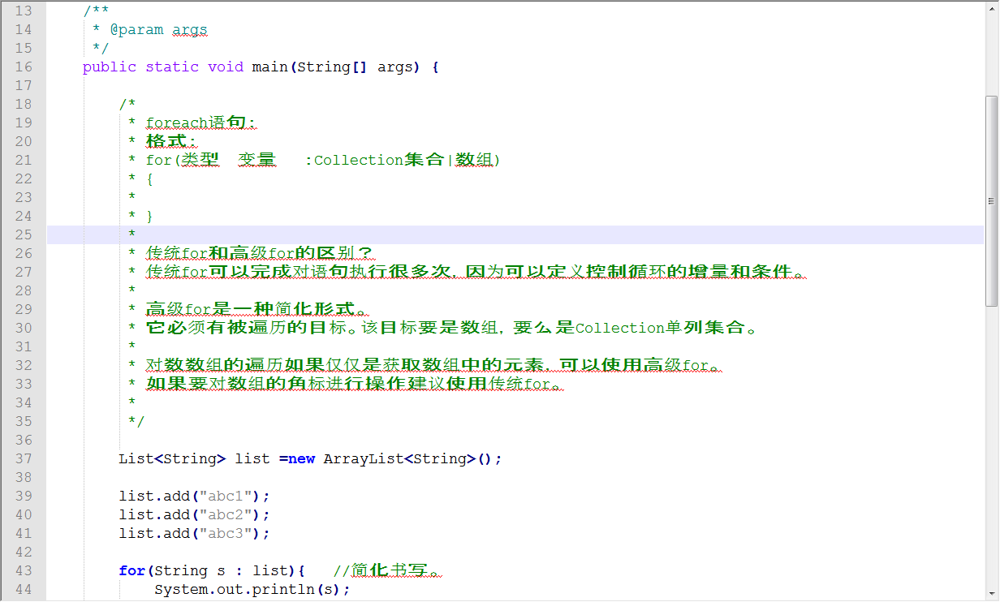 13 /**
14 * @param args
15 */
16 public static void main(String[] args) {
17
18 /*
19 * foreach语句：
20 * 格式：
21 * for(类型 变量 :Collection集合|数组)
22 * {
23 *
24 * }
25 *
26 * 传统for和高级for的区别？
27 * 传统for可以完成对语句执行很多次，因为可以定义控制循环的增量和条件。
28 *
29 * 高级for是一种简化形式。
30 * 它必须有被遍历的目标。该目标要是数组，要么是Collection单列集合。
31 *
32 * 对数数组的遍历如果仅仅是获取数组中的元素，可以使用高级for。
33 * 如果要对数组的角标进行操作建议使用传统for。
34 *
35 */
36
37 List<String> list =new ArrayList<String>();
38
39 list.add("abc1");
40 list.add("abc2");
41 list.add("abc3");
42
43 for(String s : list){ //简化书写。
44 System.out.println(s);